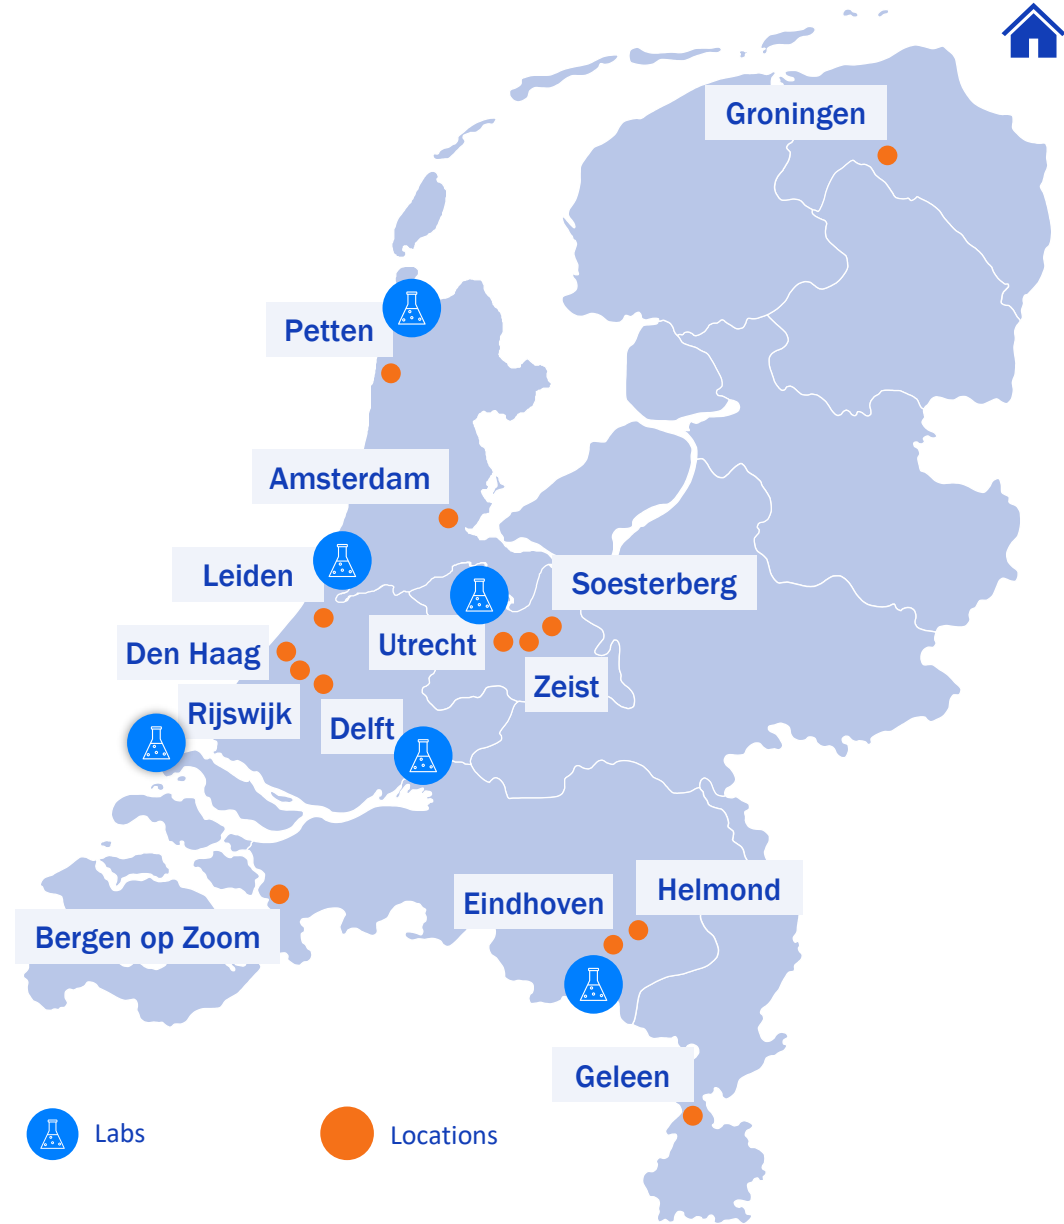 Groningen
Petten
Amsterdam
Leiden
Soesterberg
Utrecht
Den Haag
Zeist
Rijswijk
Delft
Helmond
Eindhoven
Bergen op Zoom
Geleen
Labs
Locations